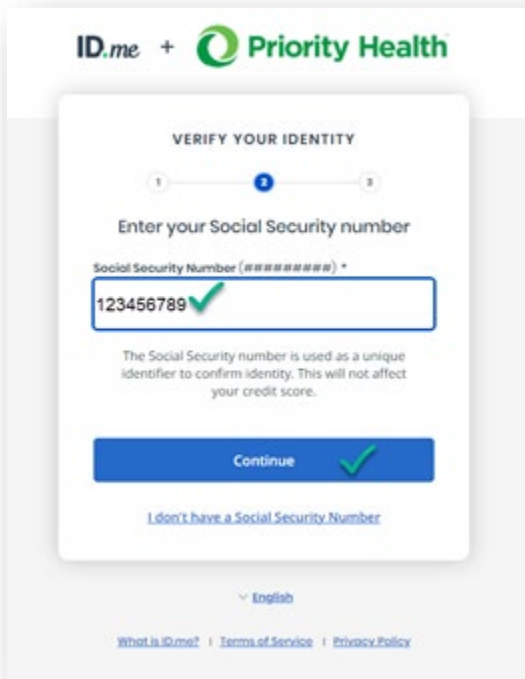 ID.me + Priority Health
VERIFY YOUR IDENTITY
1 2 3
Enter your Social Security number
Social Security Number (#########) *
123456789
The Social Security number is used as a unique
identifier to confirm identity. This will not affect
your credit score.
Continue
I don't have a Social Security Number
English
What is ID.me? | Terms of Service | Privacy Policy